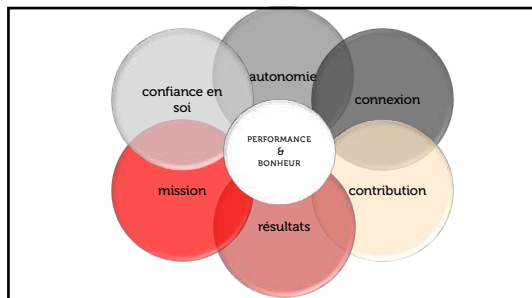 autonomie
confiance en
soi
connexion
PERFORMANCE
&
BONHEUR
mission
contribution
résultats